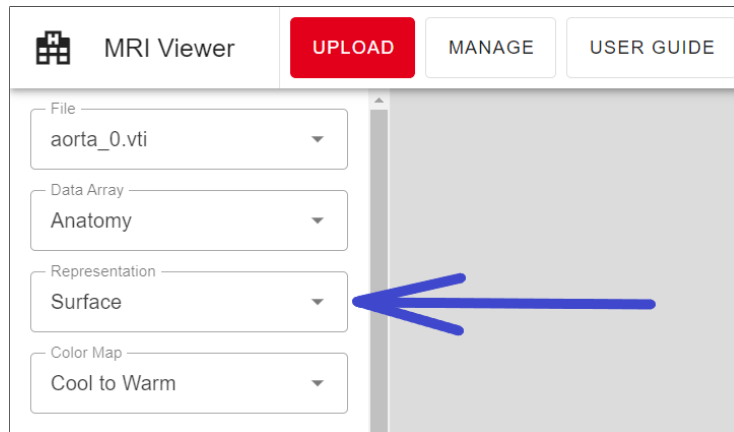 MRI Viewer
UPLOAD
MANAGE
USER GUIDE
File
aorta_0.vti
Data Array
Anatomy
Representation
Surface
Color Map
Cool to Warm